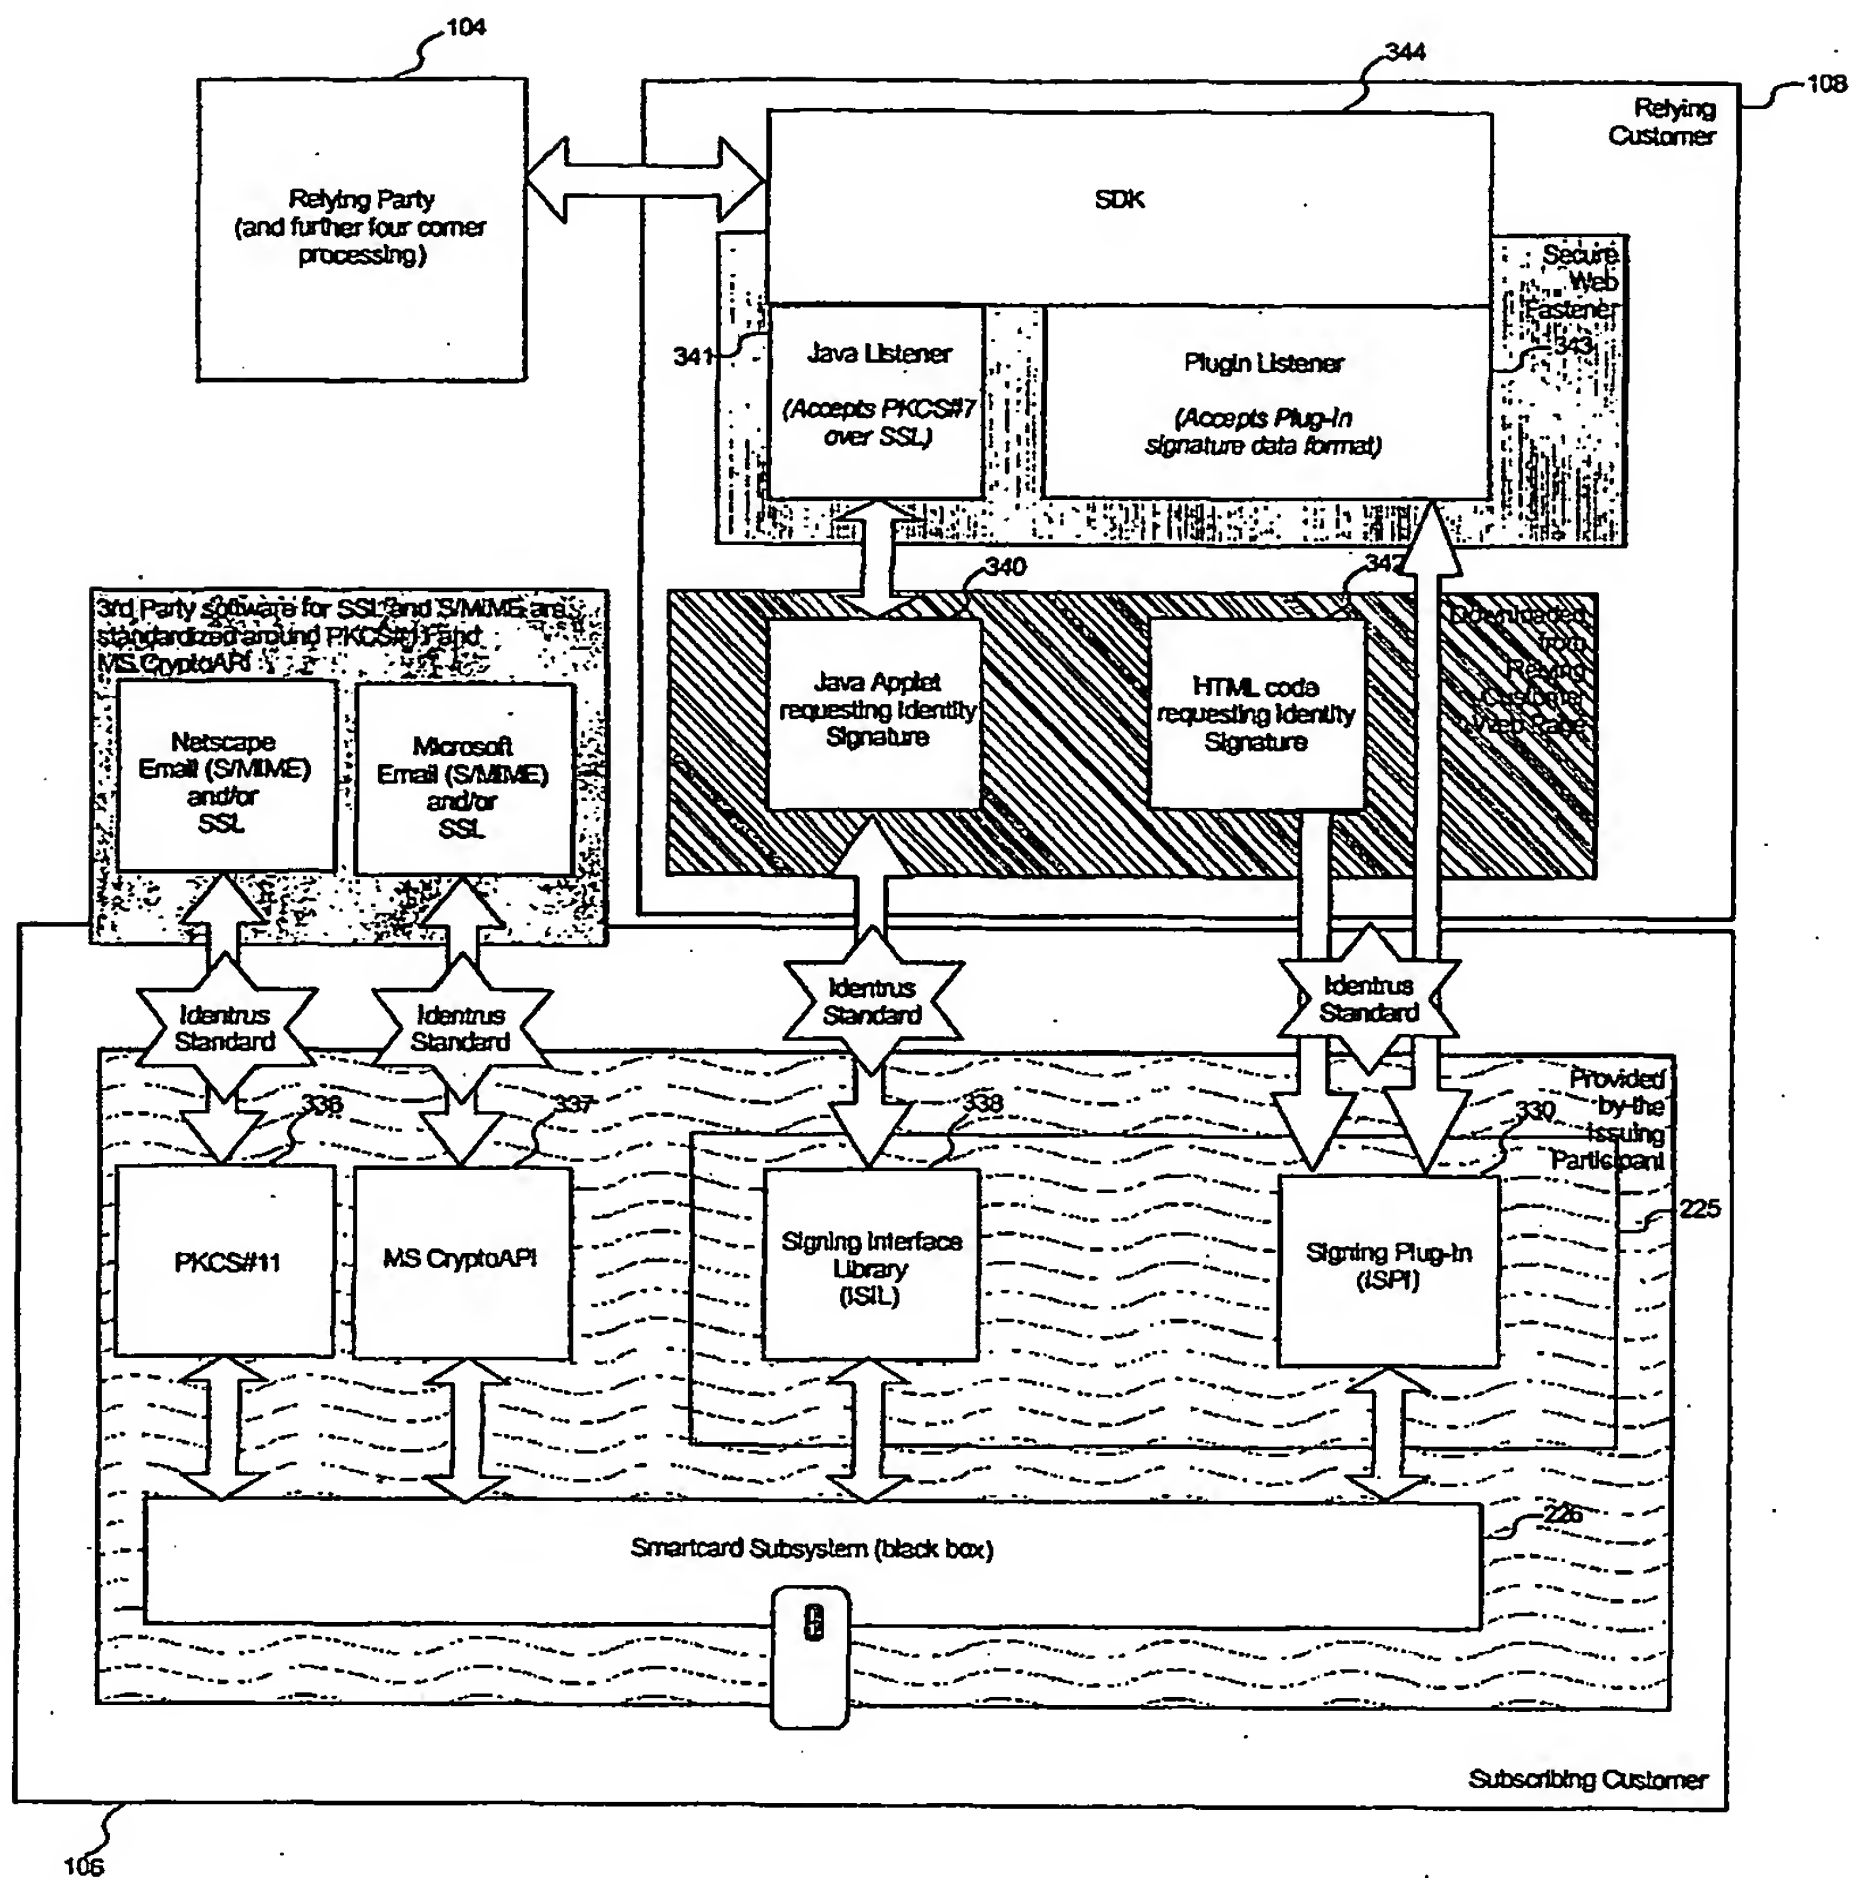 104
344
108
Relying
Customer
Relying Party
(and further four corner
processing)
SDK
Secure
Web
Fastener
341
343
Java Listener
(Accepts PKCS#7
over SSL)
Plugin Listener
(Accepts Plug-In
signature data format)
340
342
3rd Party software for SSL and S/MIME are
standardized around PKCS#11 and
MS CryptoAPI
Downloaded
from
Relying
Customer
Web Page
Netscape
Email (S/MIME)
and/or
SSL
Microsoft
Email (S/MIME)
and/or
SSL
Java Applet
requesting Identity
Signature
HTML code
requesting Identity
Signature
Identrus
Standard
Identrus
Standard
Identrus
Standard
Identrus
Standard
Provided
by the
Issuing
Participant
336
337
338
330
225
PKCS#11
MS CryptoAPI
Signing Interface
Library
(ISIL)
Signing Plug-In
(ISPI)
226
Smartcard Subsystem (black box)
Subscribing Customer
106